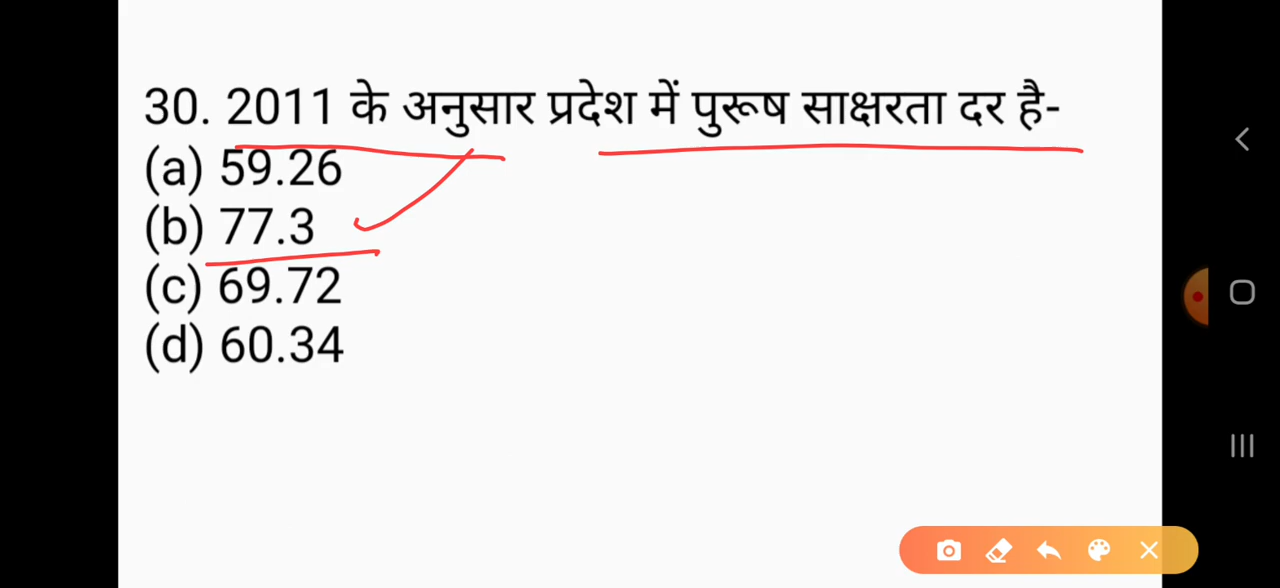 30. 2011 के अनुसार प्रदेश में पुरूष साक्षरता दर है-
(a) 59.26
(b) 77.3
(c) 69.72
(d) 60.34